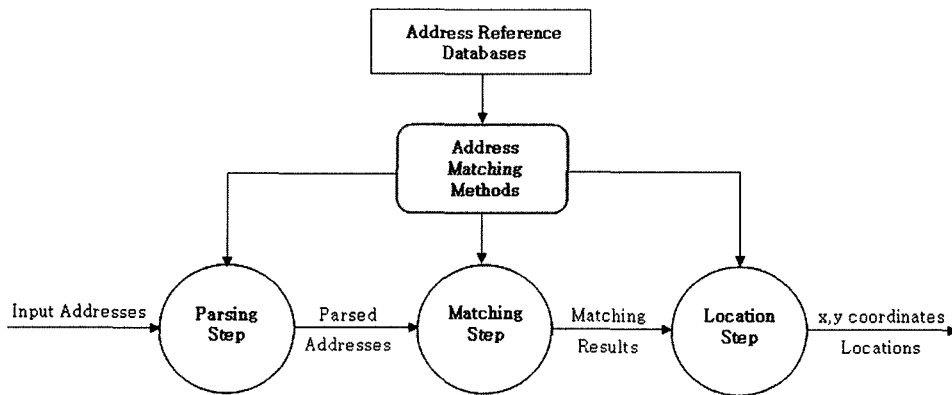 Address Reference
Databases
Address
Matching
Methods
Input Addresses
Parsing
Step
Parsed
Addresses
Matching
Step
Matching
Results
Location
Step
x,y coordinates
Locations